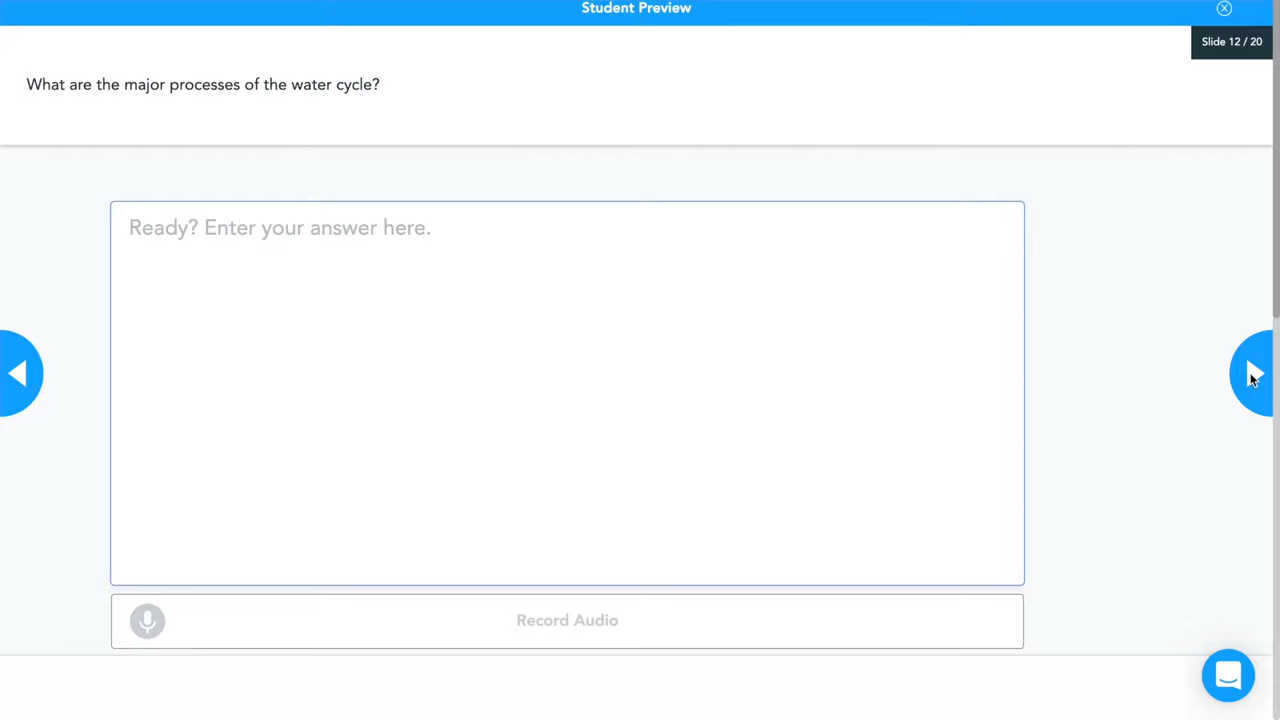 Student Preview
Slide 12 / 20
What are the major processes of the water cycle?
Ready? Enter your answer here.
Record Audio